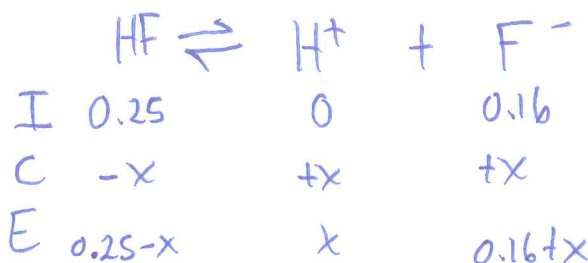 HF ⇌ H⁺ + F⁻
I 0.25 0 0.16
C -x +x +x
E 0.25-x x 0.16+x